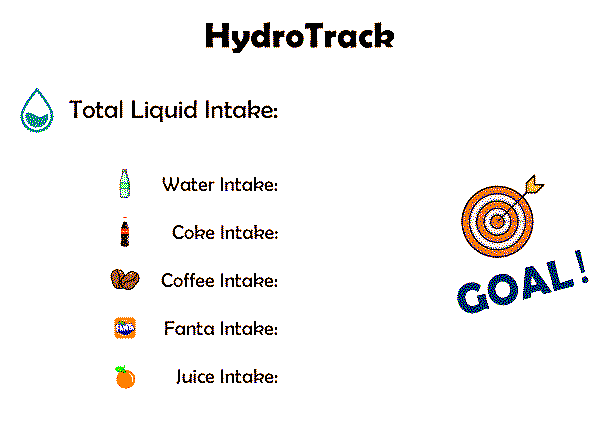 HydroTrack
Total Liquid Intake:
Water Intake:
Coke Intake:
Coffee Intake:
Fanta Intake:
Juice Intake:
GOAL!